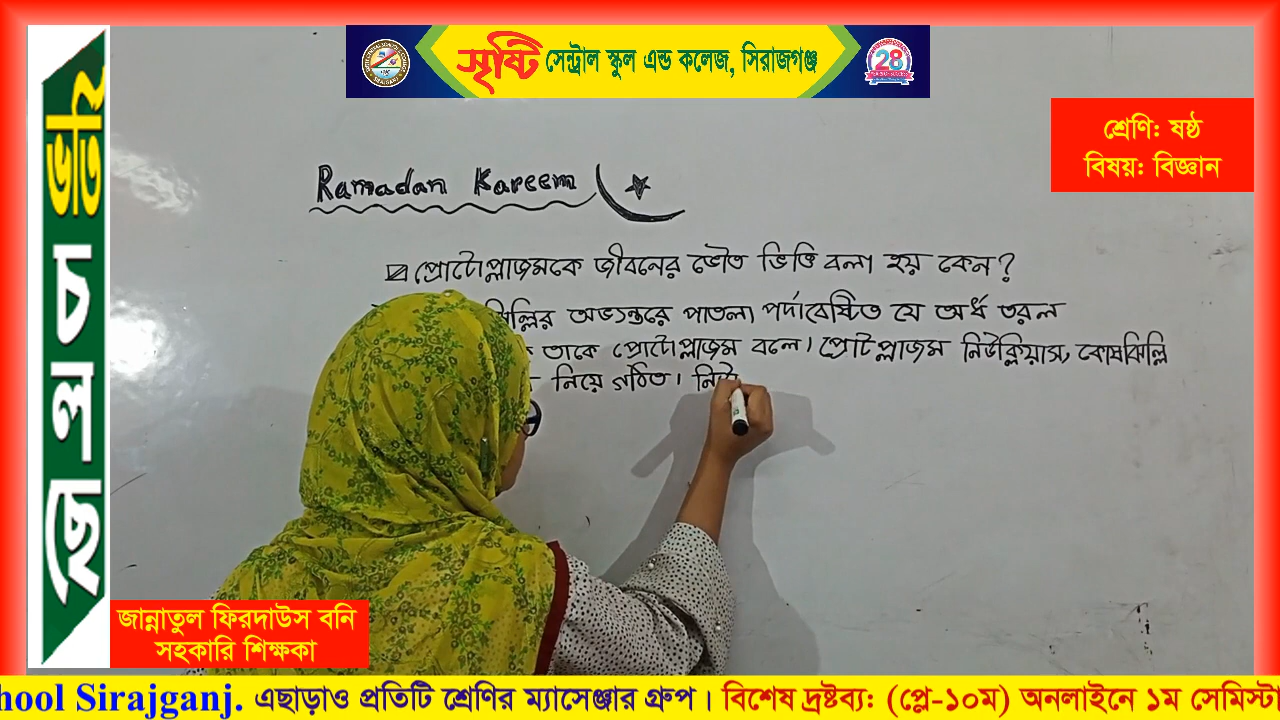 সৃষ্টি সেন্ট্রাল স্কুল এন্ড কলেজ, সিরাজগঞ্জ
28
শ্রেণি: ষষ্ঠ
বিষয়: বিজ্ঞান
ভর্তি চলছে
Ramadan Kareem
প্রোটোপ্লাজমকে জীবনের ভৌত ভিত্তি বলা হয় কেন?
অভ্যন্তরে পাতলা পর্দাবেষ্টিত যে অর্ধ তরল
তাকে প্রোটোপ্লাজম বলে। প্রোটপ্লাজম নিউক্লিয়াস, কোষঝিল্লি
নিয়ে গঠিত।
জান্নাতুল ফিরদাউস বনি
সহকারি শিক্ষকা
hool Sirajganj. এছাড়াও প্রতিটি শ্রেণির ম্যাসেঞ্জার গ্রুপ। বিশেষ দ্রষ্টব্য: (প্লে-১০ম) অনলাইনে ১ম সেমিস্টা